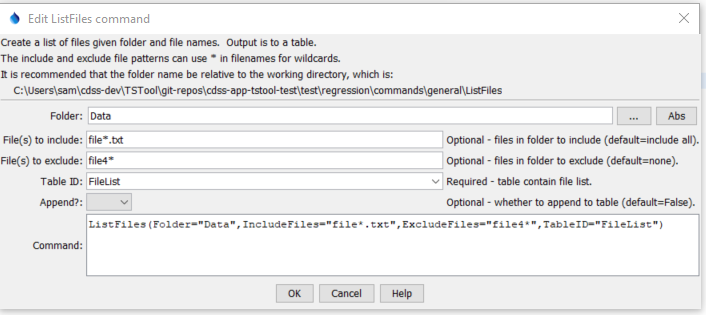 Edit ListFiles command
Create a list of files given folder and file names.  Output is to a table.
The include and exclude file patterns can use * in filenames for wildcards.
It is recommended that the folder name be relative to the working directory, which is:
C:\Users\sam\cdss-dev\TSTool\git-repos\cdss-app-tstool-test\test\regression\commands\general\ListFiles
Folder: Data ... Abs
File(s) to include: file*.txt Optional - files in folder to include (default=include all).
File(s) to exclude: file4* Optional - files in folder to exclude (default=none).
Table ID: FileList Required - table contain file list.
Append?: Optional - whether to append to table (default=False).
ListFiles(Folder="Data",IncludeFiles="file*.txt",ExcludeFiles="file4*",TableID="FileList")
Command:
OK Cancel Help